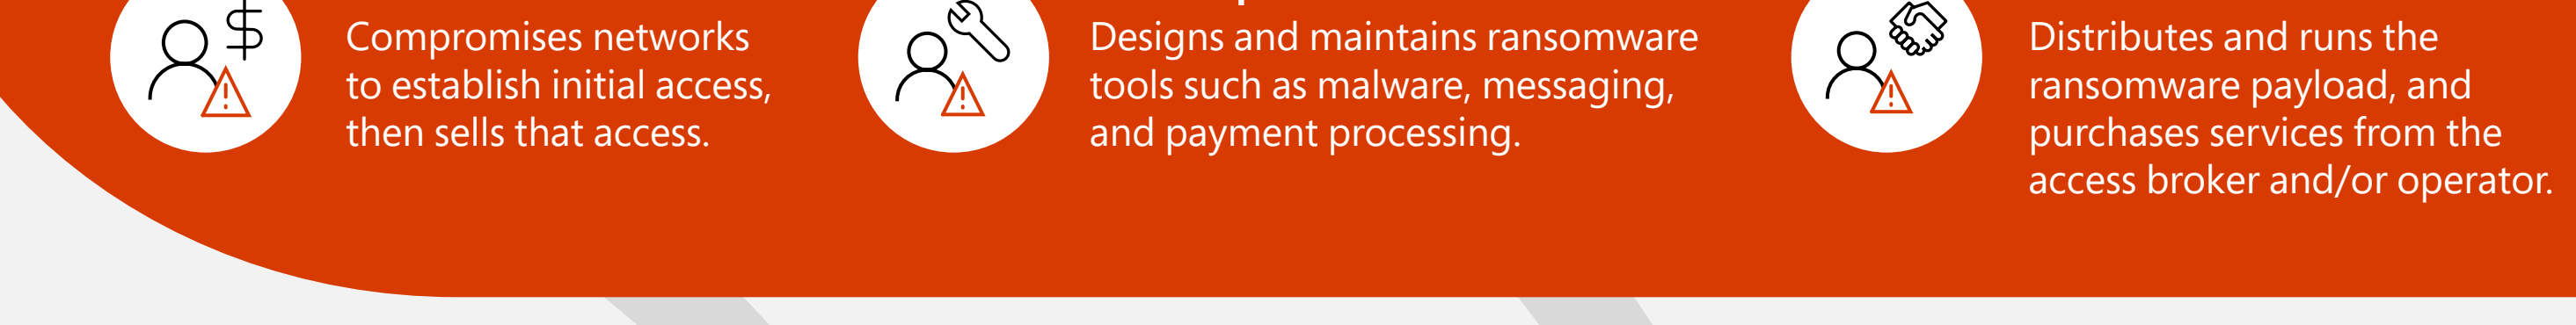 Compromises networks
to establish initial access,
then sells that access.
Designs and maintains ransomware
tools such as malware, messaging,
and payment processing.
Distributes and runs the
ransomware payload, and
purchases services from the
access broker and/or operator.